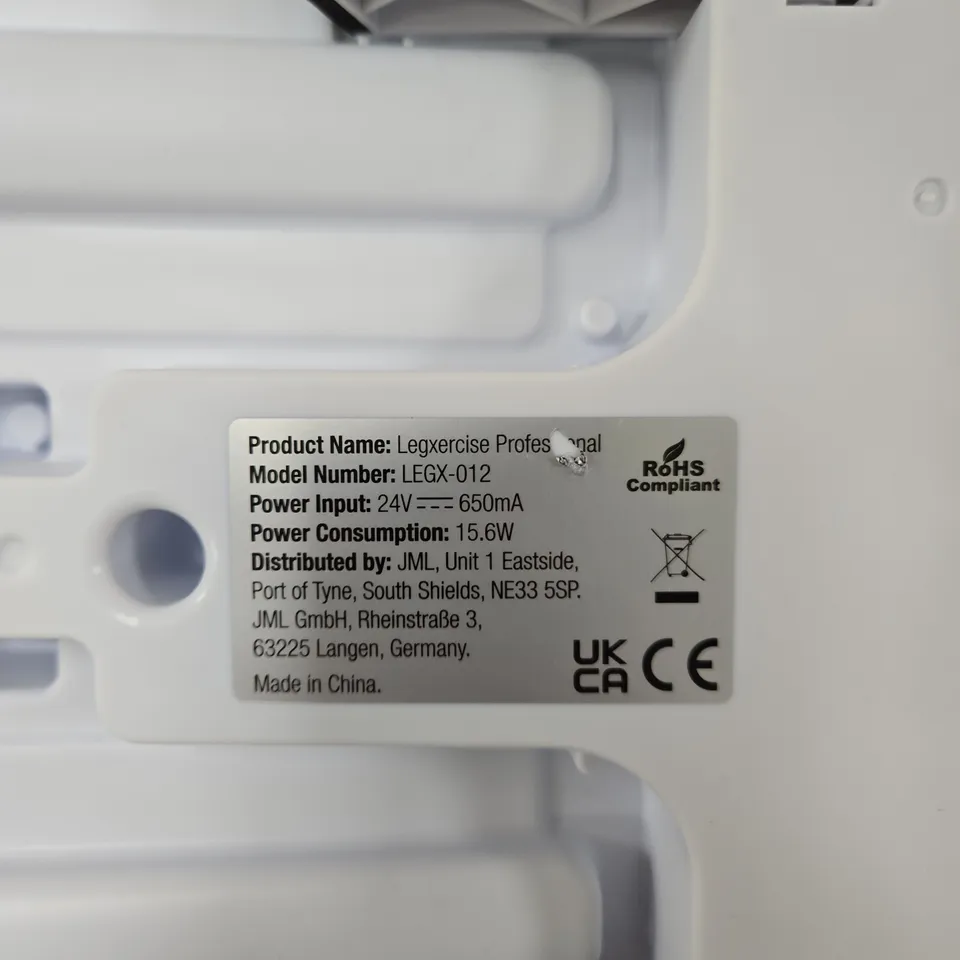 Product Name: Legxercise
Model Number: LEGX-012
Power Input: 24V ⎓ 650mA
Power Consumption: 15.6W
Distributed by: JML, Unit 1 Eastside,
Port of Tyne, South Shields, NE33 5SP.
JML GmbH, Rheinstraße 3,
63225 Langen, Germany.
Made in China.
RoHS
Compliant
UK
CA CE